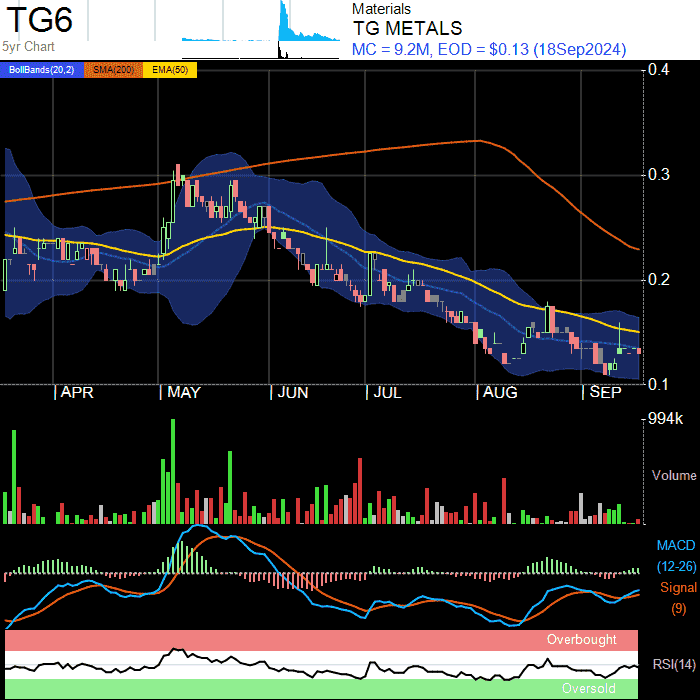 TG6
5yr Chart
Materials
TG METALS
MC = 9.2M, EOD = $0.13 (18Sep2024)
BollBands(20,2) SMA(200) EMA(50)
0.4
0.3
0.2
0.1
APR MAY JUN JUL AUG SEP
994k
Volume
MACD
(12-26)
Signal
(9)
Overbought
RSI(14)
Oversold